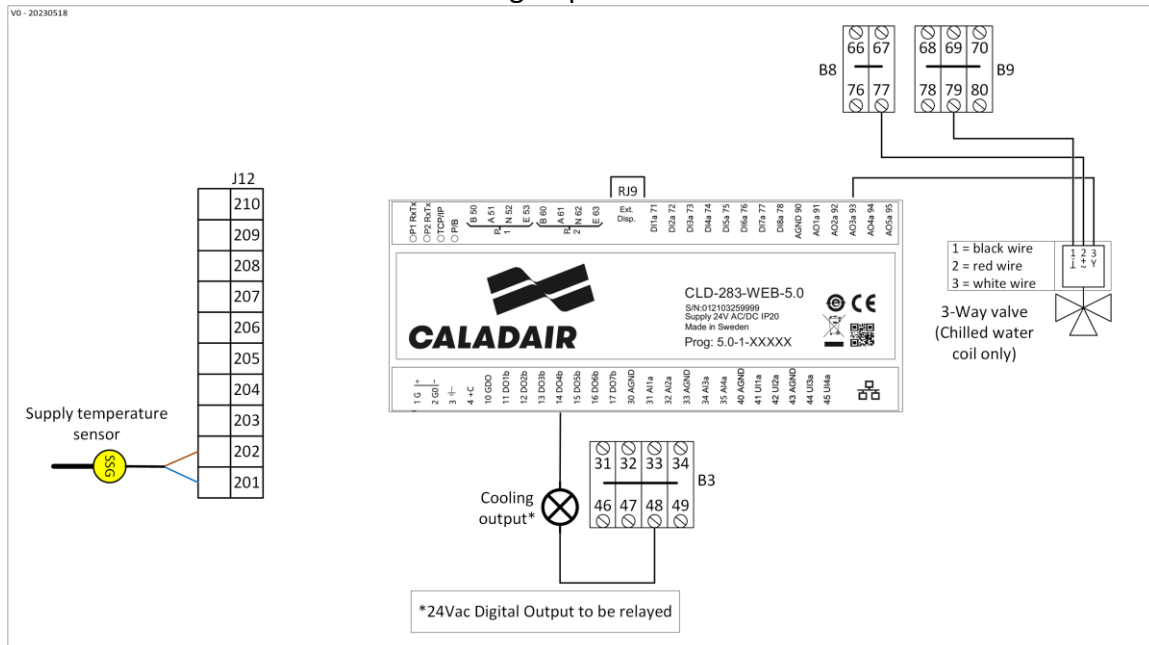 V0 - 20230518
66 67
B8
76 77
68 69 70
B9
78 79 80
J12
210
209
208
207
206
205
204
203
202
201
Supply temperature
sensor
SSG
RJ9
P1 RxTx
P2 RxTx
TCP/IP
P/B
B 50
A 51
N 52
E 53
P
1
B 60
A 61
N 62
E 63
P
2
Ext.
Disp.
DI1a 71
DI2a 72
DI3a 73
DI4a 74
DI5a 75
DI6a 76
DI7a 77
DI8a 78
AGND 90
AO1a 91
AO2a 92
AO3a 93
AO4a 94
AO5a 95
CALADAIR
CLD-283-WEB-5.0
S/N:012103259999
Supply 24V AC/DC IP20
Made in Sweden
Prog: 5.0-1-XXXXX
CE
1 G +
2 G0 -
3
4 +C
10 GDO
11 DO1b
12 DO2b
13 DO3b
14 DO4b
15 DO5b
16 DO6b
17 DO7b
30 AGND
31 AI1a
32 AI2a
33 AGND
34 AI3a
35 AI4a
40 AGND
41 UI1a
42 UI2a
43 AGND
44 UI3a
45 UI4a
1 = black wire
2 = red wire
3 = white wire
1 2 3
⊥ + Y
~
3-Way valve
(Chilled water
coil only)
31 32 33 34
B3
46 47 48 49
Cooling
output*
*24Vac Digital Output to be relayed